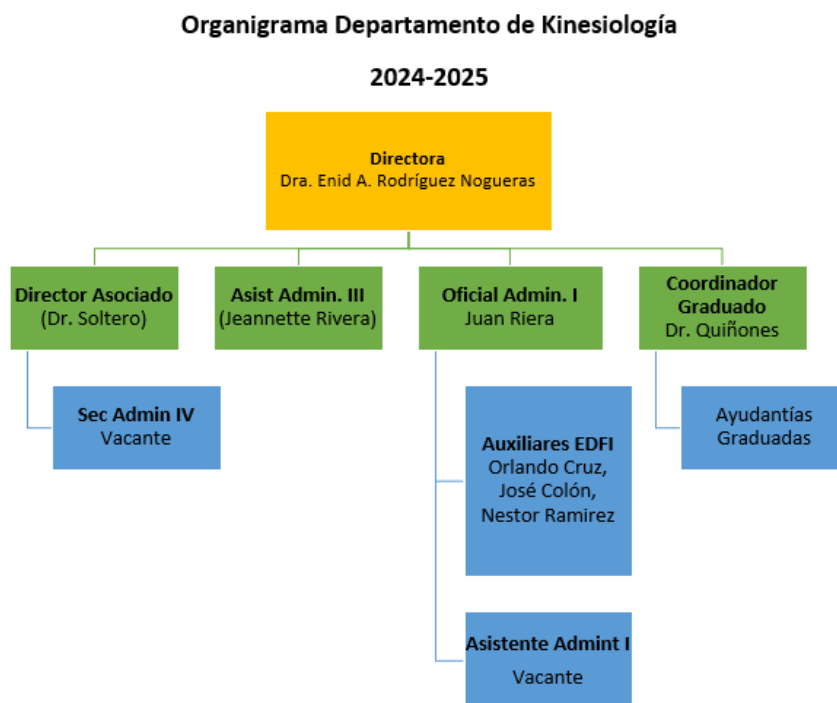 Organigrama Departamento de Kinesiología
2024-2025
Directora
Dra. Enid A. Rodríguez Nogueras
Director Asociado
(Dr. Soltero)
Asist Admin. III
(Jeannette Rivera)
Oficial Admin. I
Juan Riera
Coordinador
Graduado
Dr. Quiñones
Sec Admin IV
Vacante
Auxiliares EDFI
Orlando Cruz,
José Colón,
Nestor Ramirez
Ayudantías
Graduadas
Asistente Admint I
Vacante